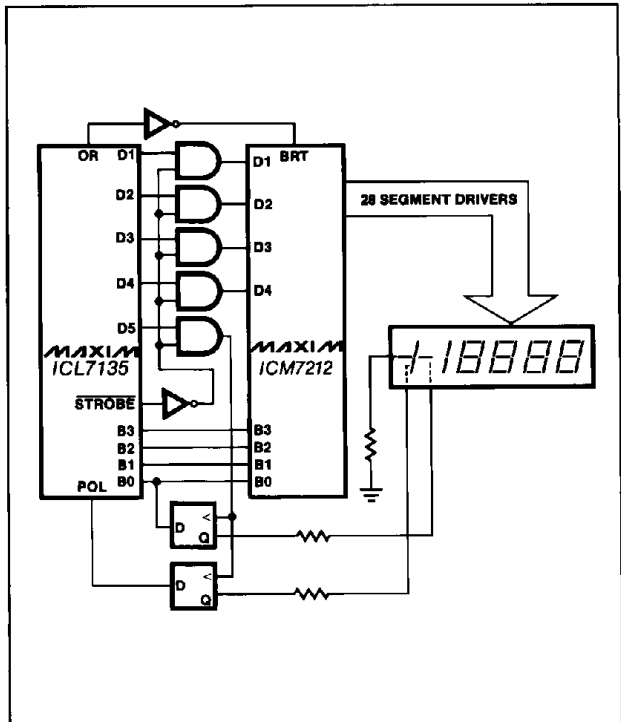 OR
D1
BRT
D1
D2
D2
28 SEGMENT DRIVERS
D3
D3
D4
D4
D5
MAXIM
ICL7135
MAXIM
ICM7212
STROBE
B3
B3
B2
B2
B1
B1
B0
B0
POL
D
<
Q
D
<
Q
18888